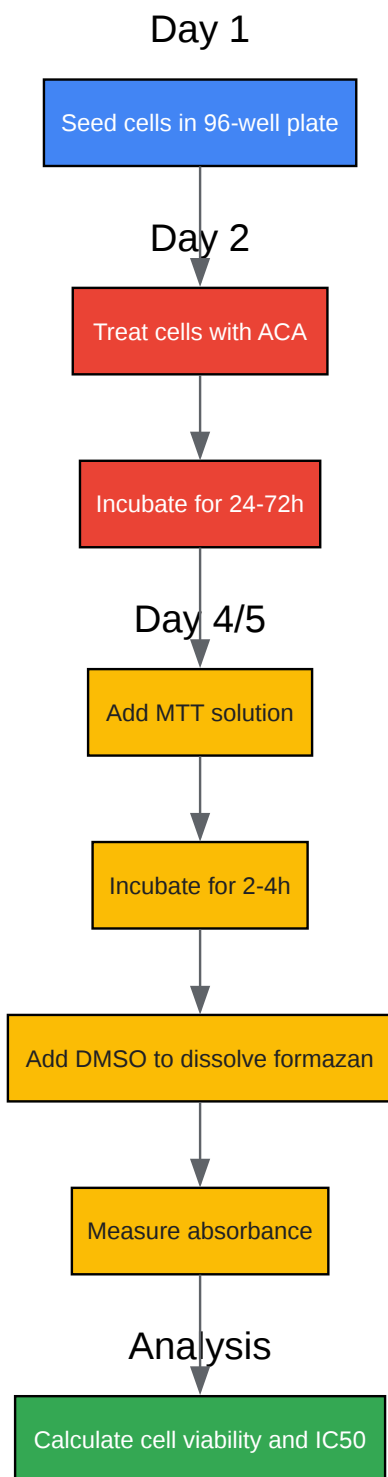 Day 1
Seed cells in 96-well plate
Day 2
Treat cells with ACA
Incubate for 24-72h
Day 4/5
Add MTT solution
Incubate for 2-4h
Add DMSO to dissolve formazan
Measure absorbance
Analysis
Calculate cell viability and IC50